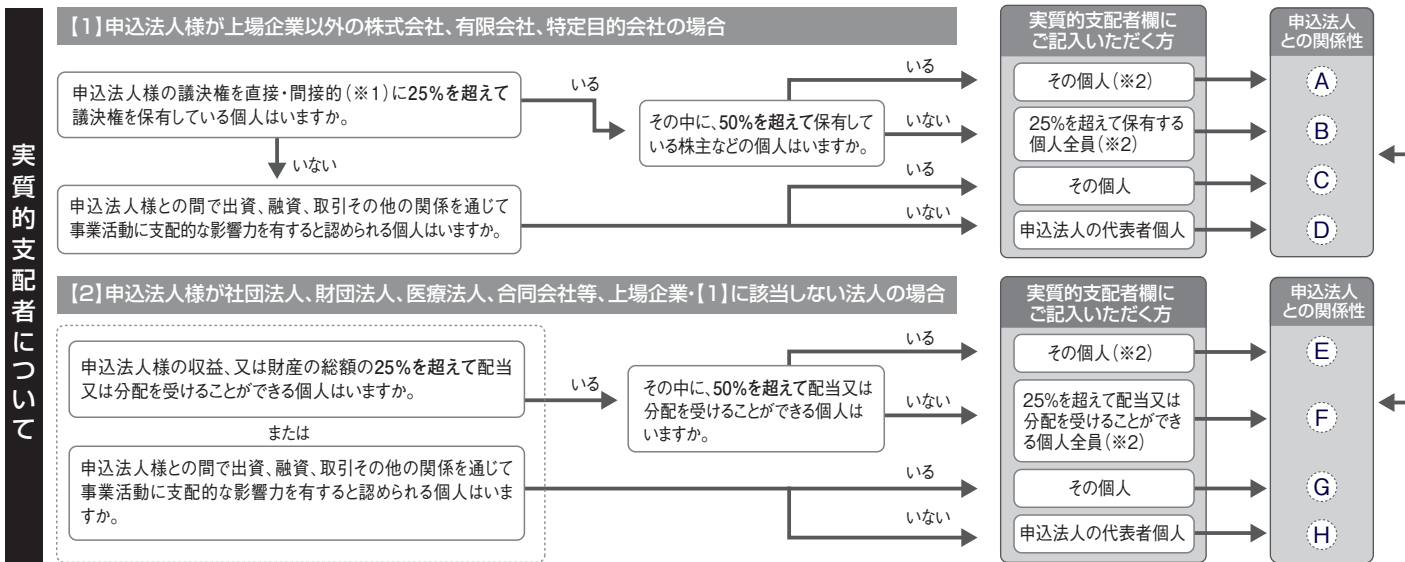 実質的支配者について
【1】申込法人様が上場企業以外の株式会社、有限会社、特定目的会社の場合
申込法人様の議決権を直接・間接的(※1)に25%を超えて
議決権を保有している個人はいますか。
いる
いない
その中に、50%を超えて保有して
いる株主などの個人はいますか。
いる
いない
申込法人様との間で出資、融資、取引その他の関係を通じて
事業活動に支配的な影響力を有すると認められる個人はいますか。
いる
いない
実質的支配者欄に
ご記入いただく方
その個人(※2)
25%を超えて保有する
個人全員(※2)
その個人
申込法人の代表者個人
申込法人
との関係性
A
B
C
D
【2】申込法人様が社団法人、財団法人、医療法人、合同会社等、上場企業・【1】に該当しない法人の場合
申込法人様の収益、又は財産の総額の25%を超えて配当
又は分配を受けることができる個人はいますか。
または
申込法人様との間で出資、融資、取引その他の関係を通じて
事業活動に支配的な影響力を有すると認められる個人はいま
すか。
いる
その中に、50%を超えて配当又は
分配を受けることができる個人は
いますか。
いる
いない
いる
いない
実質的支配者欄に
ご記入いただく方
その個人(※2)
25%を超えて配当又は
分配を受けることができ
る個人全員(※2)
その個人
申込法人の代表者個人
申込法人
との関係性
E
F
G
H